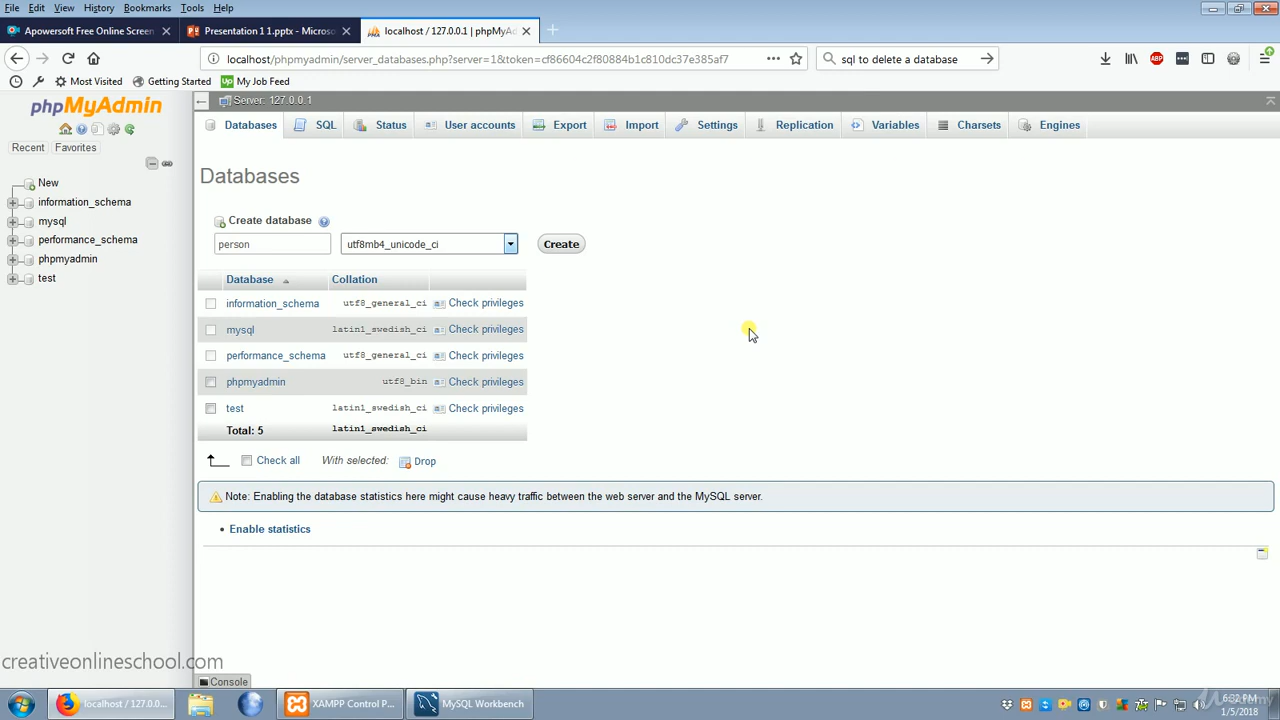 File Edit View History Bookmarks Tools Help
Apowersoft Free Online Screen
Presentation 1 1.pptx - Microso
localhost / 127.0.0.1 | phpMyAd
localhost/phpmyadmin/server_databases.php?server=1&token=cf86604c2f80884b1c810dc37e385af7
sql to delete a database
ABP
Most Visited Getting Started Up My Job Feed
phpMyAdmin
Server: 127.0.0.1
Databases SQL Status User accounts Export Import Settings Replication Variables Charsets Engines
Recent Favorites
New
information_schema
mysql
performance_schema
phpmyadmin
test
Databases
Create database
person utf8mb4_unicode_ci Create
Database Collation
information_schema utf8_general_ci Check privileges
mysql latin1_swedish_ci Check privileges
performance_schema utf8_general_ci Check privileges
phpmyadmin utf8_bin Check privileges
test latin1_swedish_ci Check privileges
Total: 5 latin1_swedish_ci
Check all With selected: Drop
Note: Enabling the database statistics here might cause heavy traffic between the web server and the MySQL server.
Enable statistics
creativeonlineschool.com
Console
localhost / 127.0.0...
XAMPP Control P...
MySQL Workbench
1/5/2018